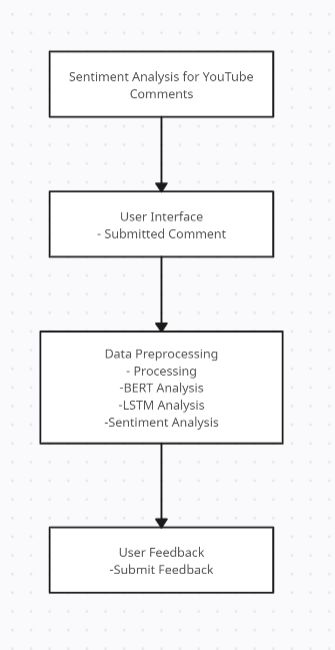 Sentiment Analysis for YouTube
Comments
User Interface
- Submitted Comment
Data Preprocessing
- Processing
-BERT Analysis
-LSTM Analysis
-Sentiment Analysis
User Feedback
-Submit Feedback